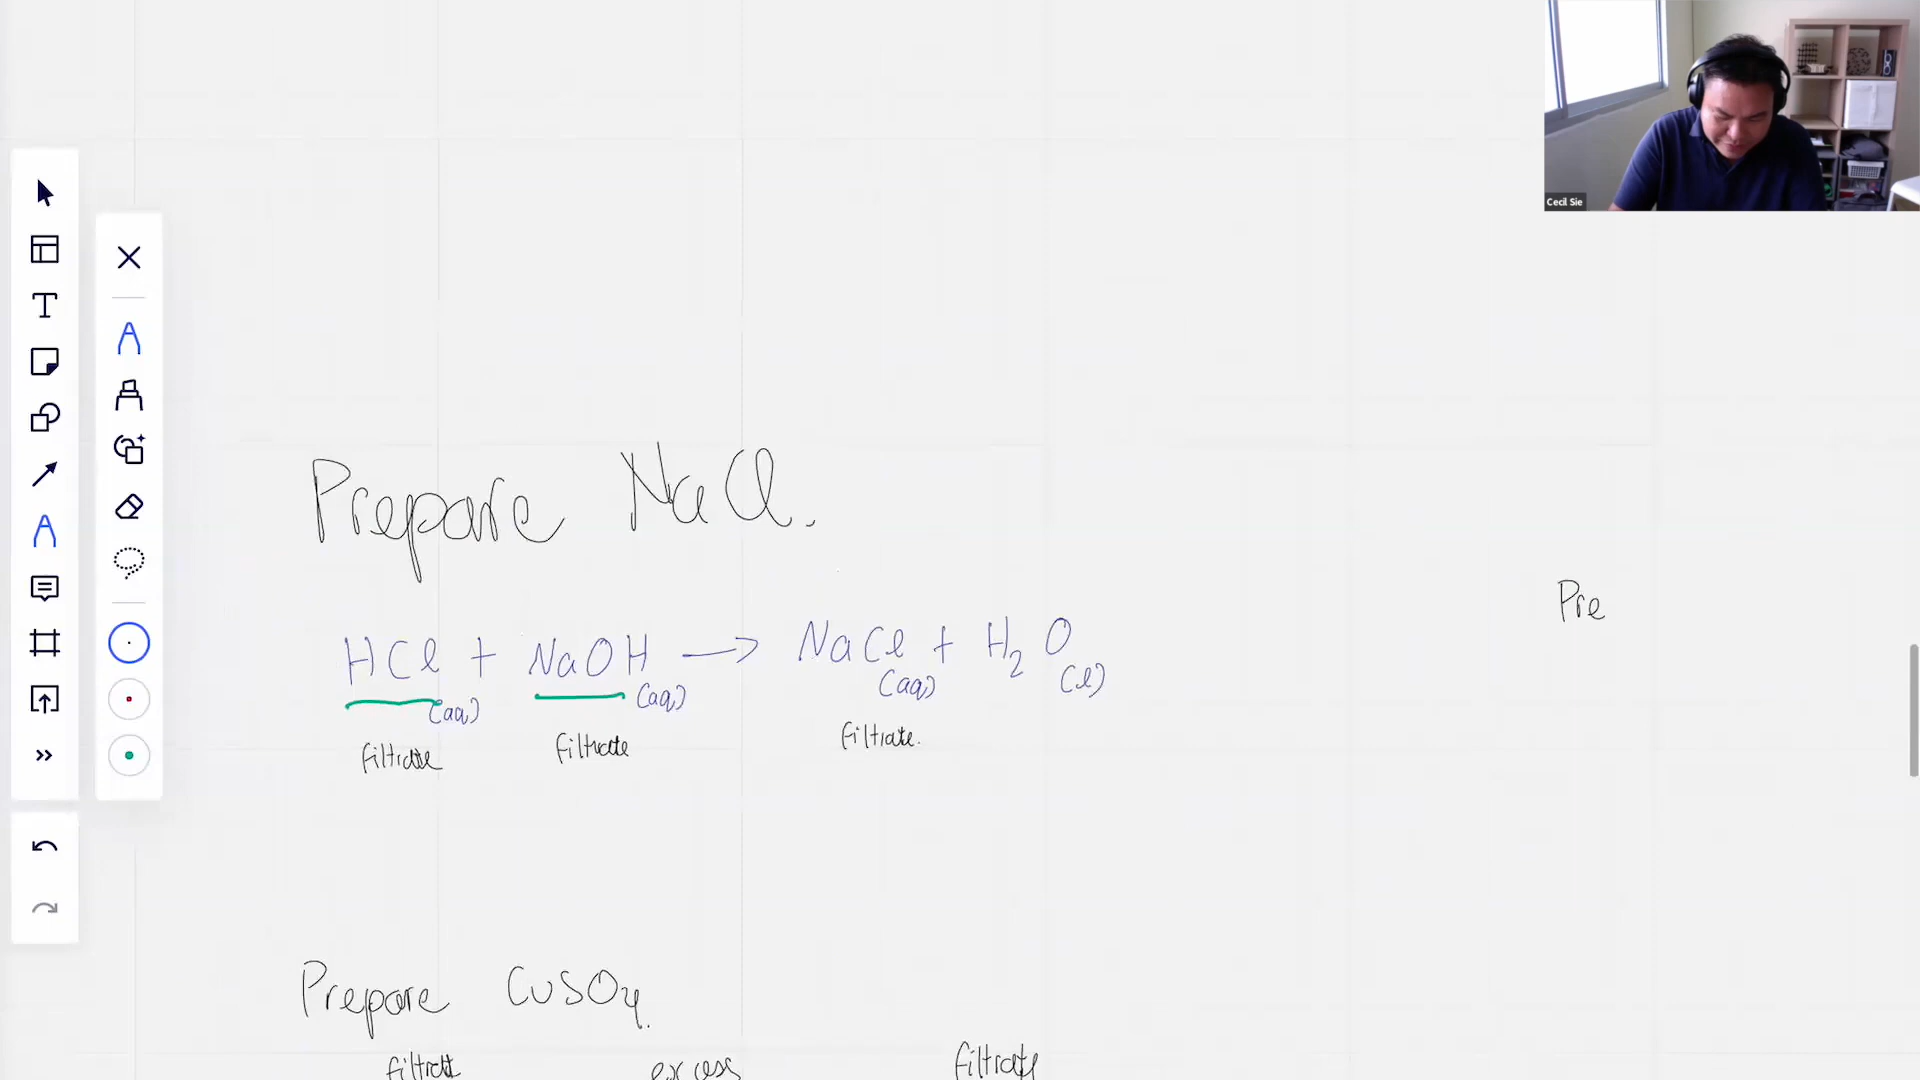 Cecil Sie
Prepare NaCl.
Pre
HCl (aq) + NaOH (aq) → NaCl (aq) + H₂O (l)
filtrate filtrate filtrate.
Prepare CuSO₄.
filtrat excess filtrate